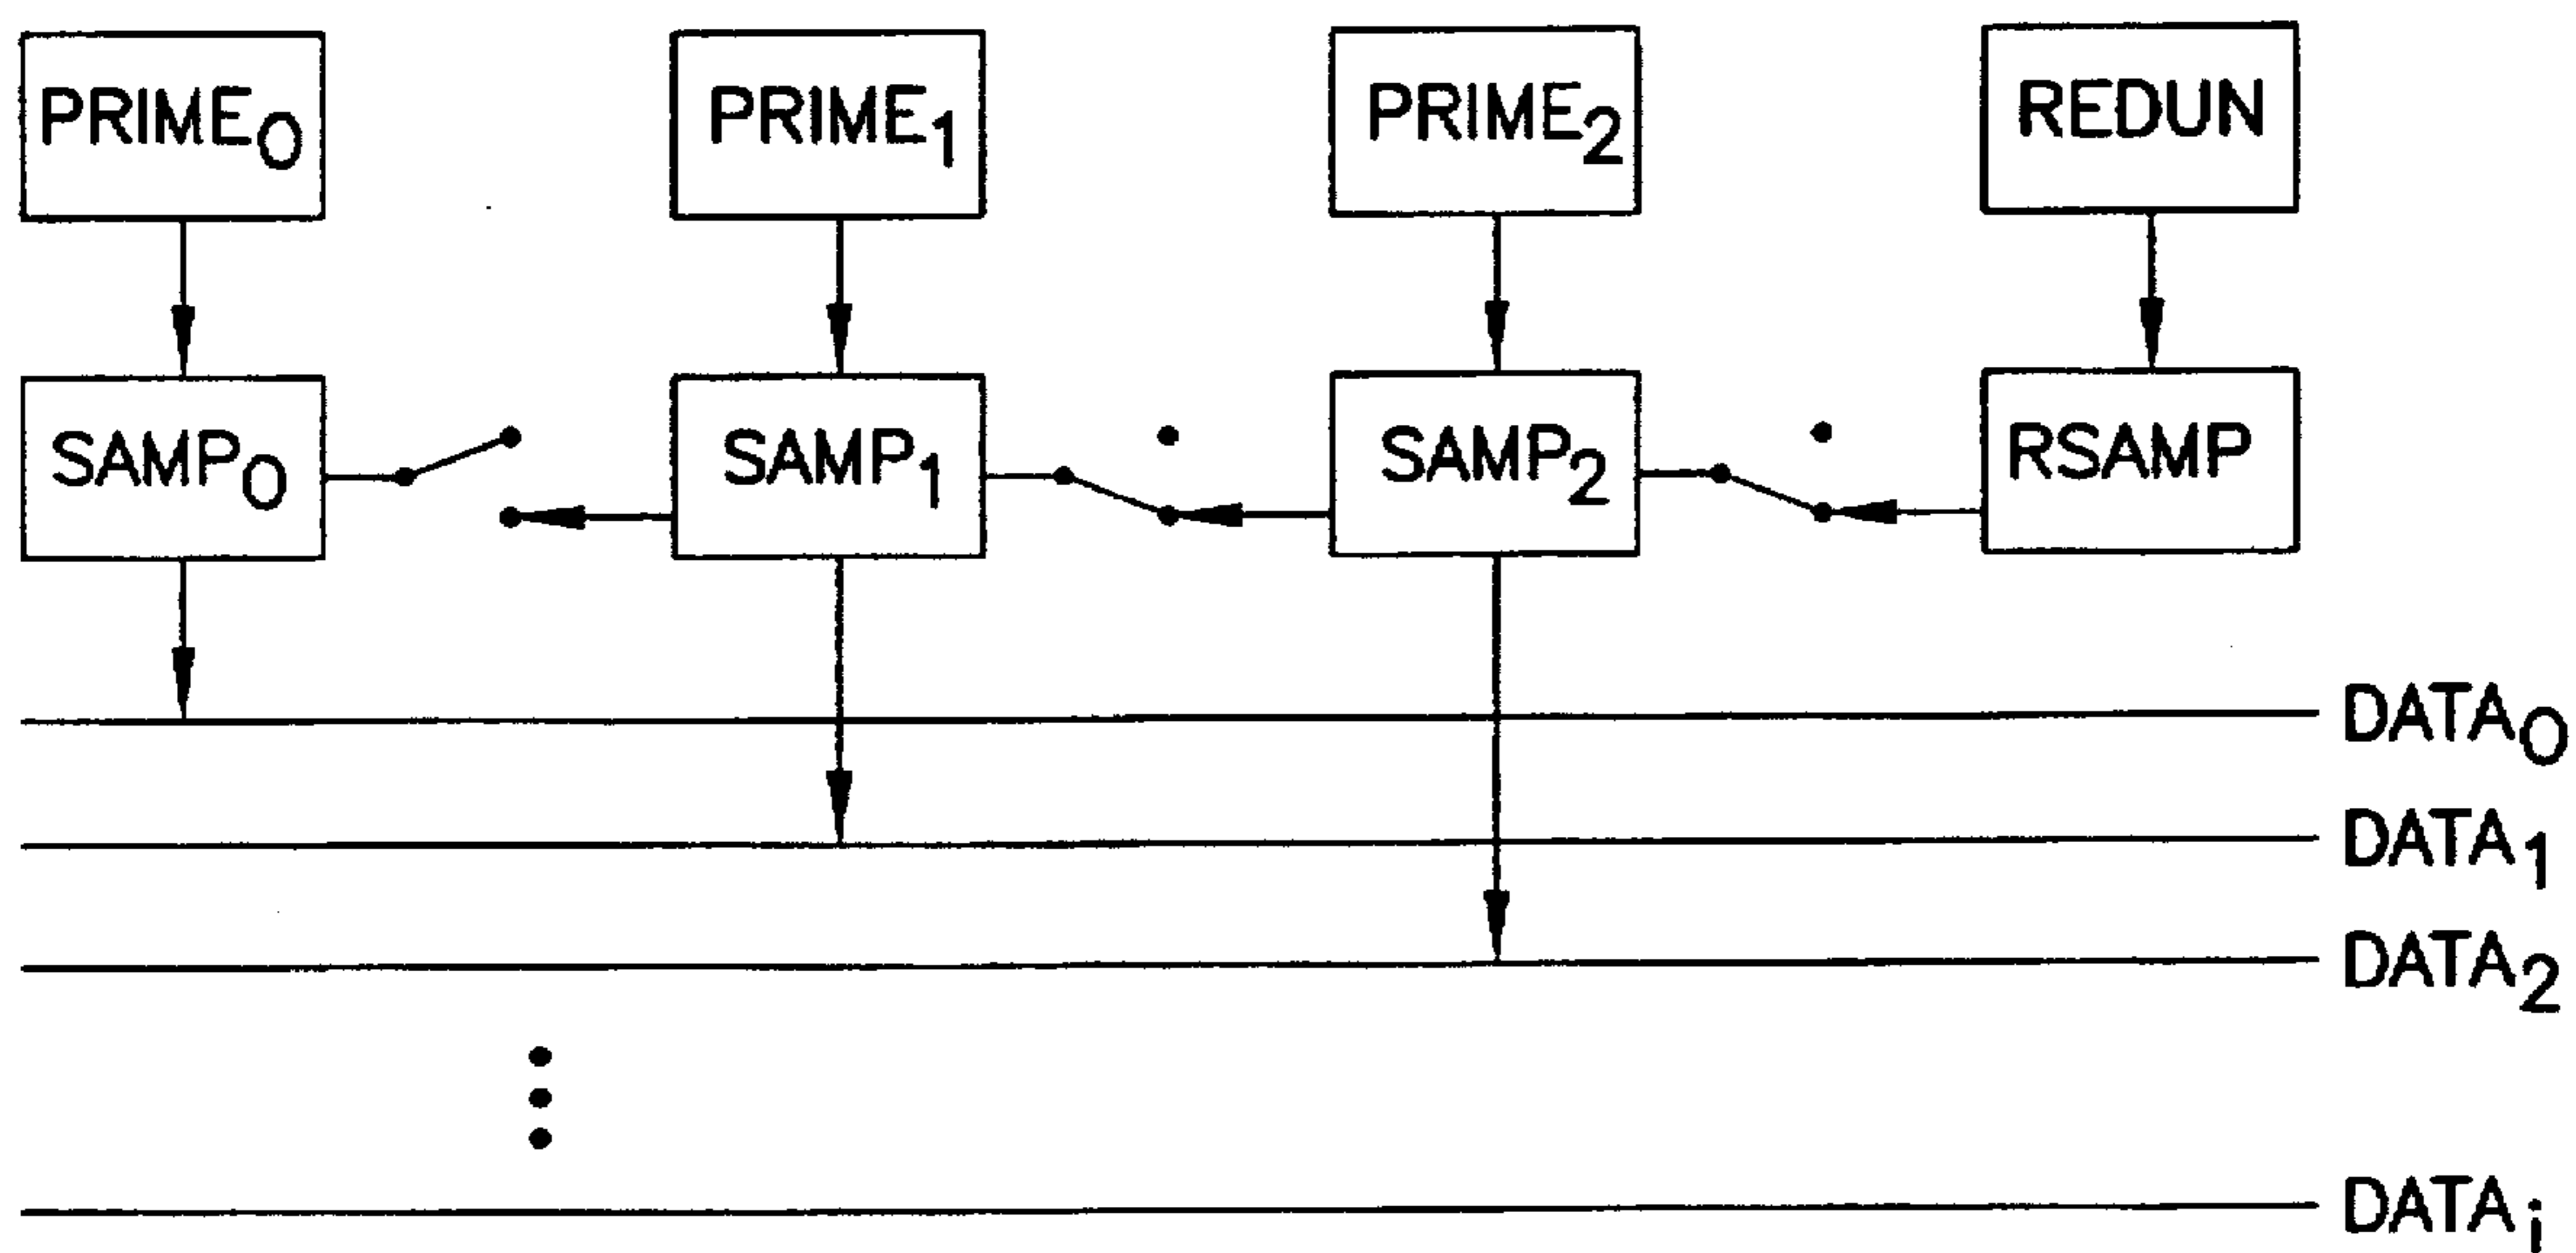 PRIME₀ PRIME₁ PRIME₂ REDUN
SAMP₀ SAMP₁ SAMP₂ RSAMP
DATA₀
DATA₁
DATA₂
DATAᵢ